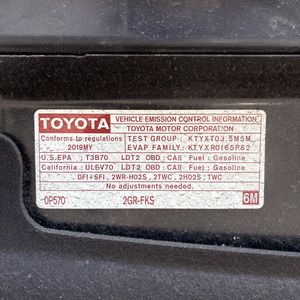 TOYOTA
VEHICLE EMISSION CONTROL INFORMATION
TOYOTA MOTOR CORPORATION
Conforms to regulations TEST GROUP : KTYXT03.5M5M
2019MY EVAP FAMILY: KTYXR0165P82
U.S.EPA : T3B70 LDT2 OBD: CAII Fuel: Gasoline
California: ULEV70 LDT2 OBD: CAII Fuel: Gasoline
No adjustments needed.
DFI+SFI, 2WR-HO2S, 2TWC, 2HO2S, TWC
0P570 2GR-FKS 6M